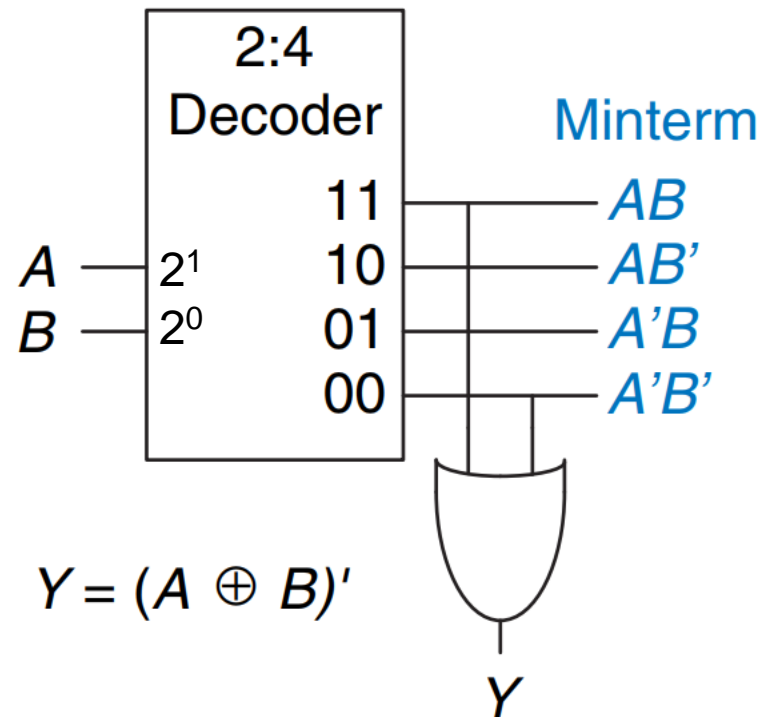 2:4
Decoder
Minterm
11 AB
A 2¹ 10 AB’
B 2⁰ 01 A’B
00 A’B’
Y = (A ⊕ B)'
Y